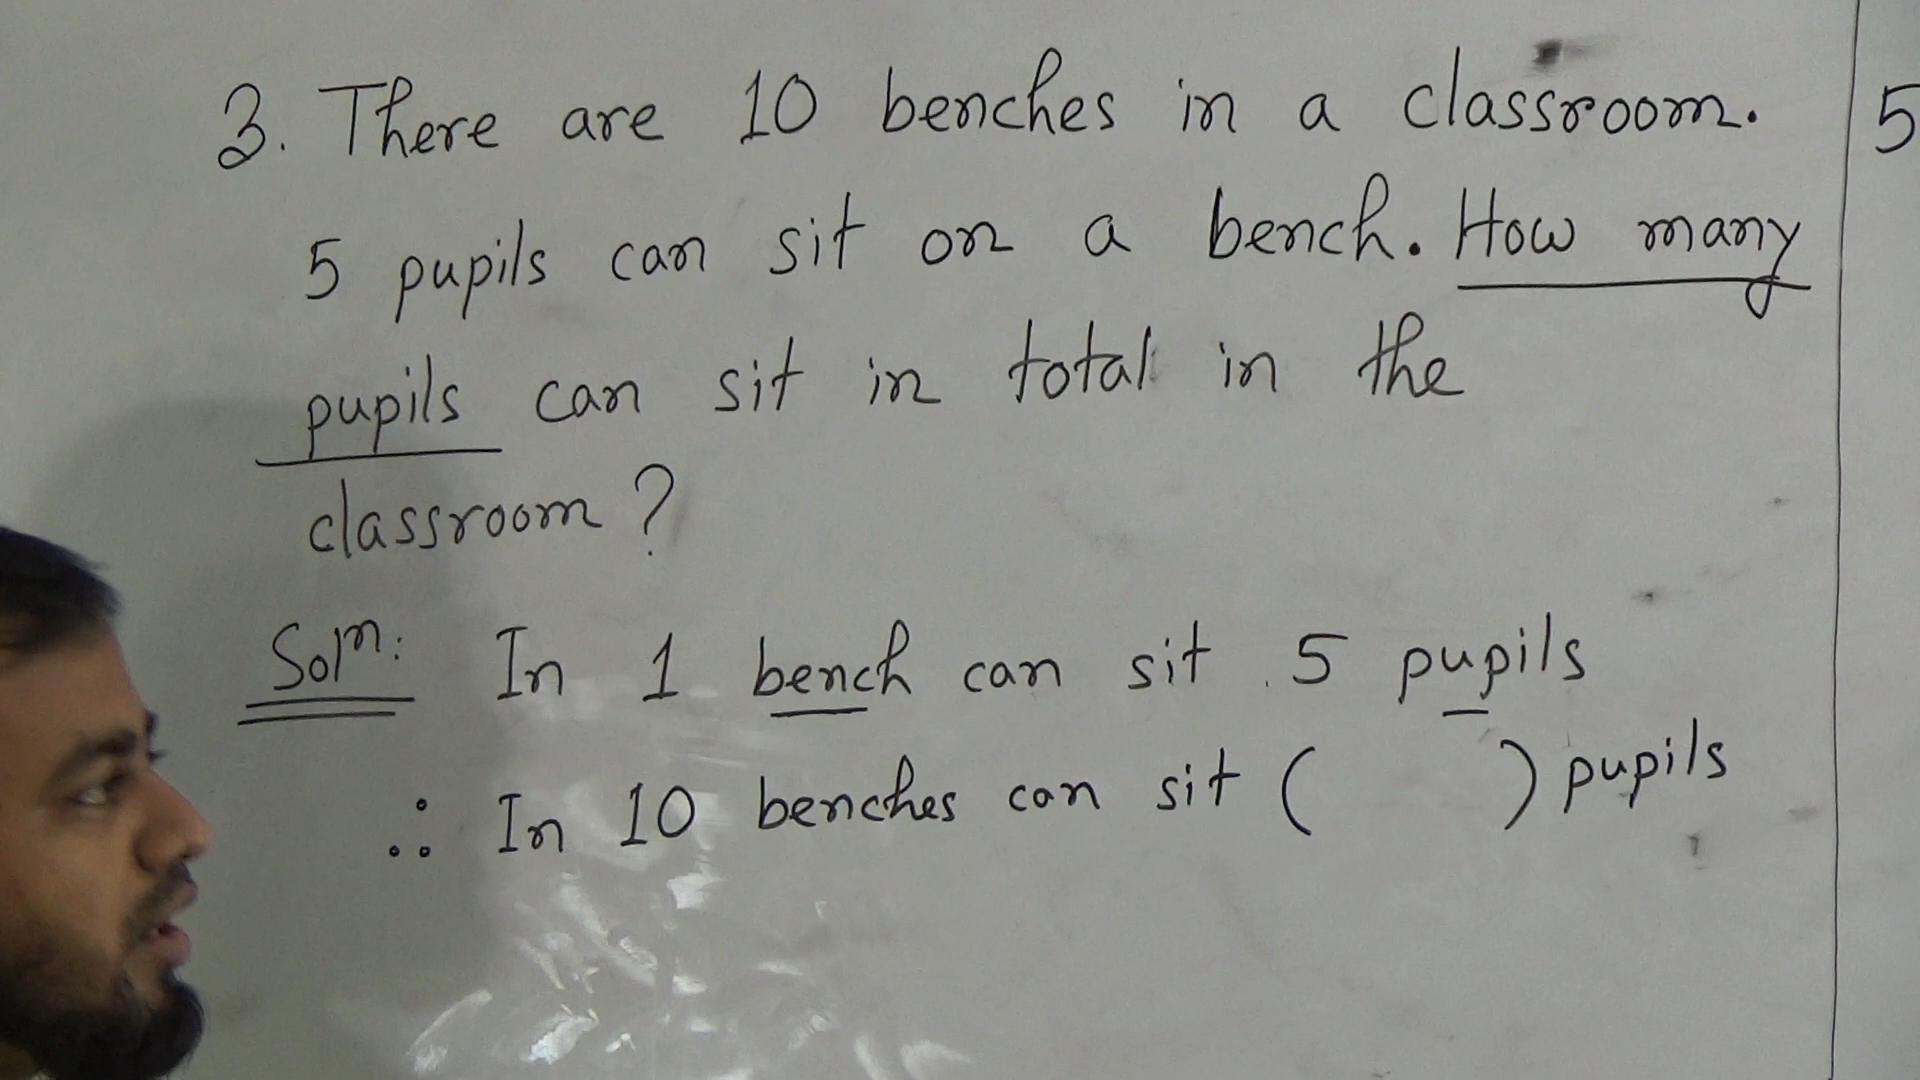 3. There are 10 benches in a classroom.
5 pupils can sit on a bench. How many
pupils can sit in total in the
classroom ?
Solⁿ: In 1 bench can sit 5 pupils
∴ In 10 benches can sit (      ) pupils
5